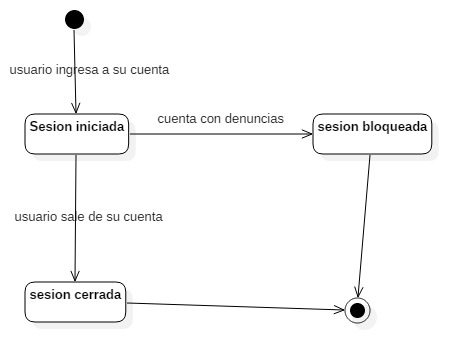 usuario ingresa a su cuenta
Sesion iniciada
cuenta con denuncias
sesion bloqueada
usuario sale de su cuenta
sesion cerrada